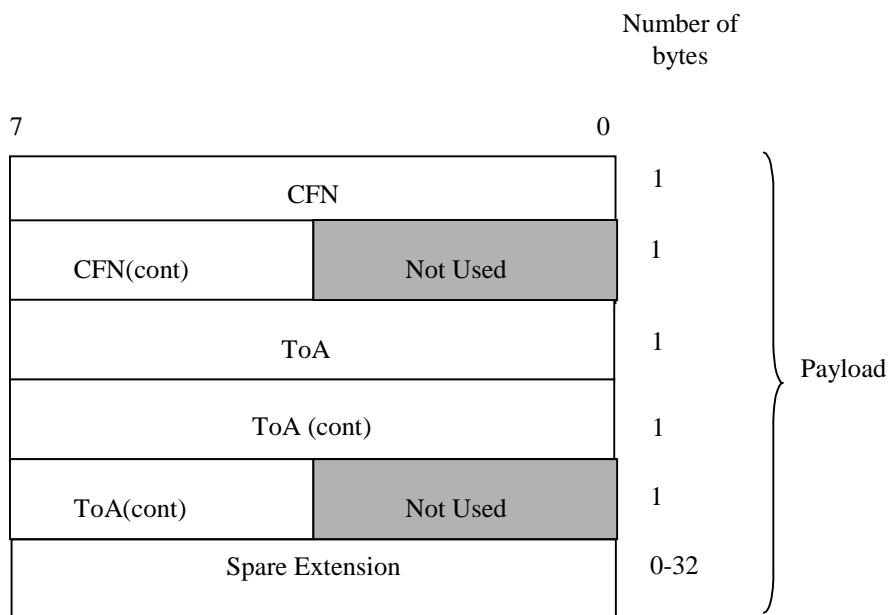 Number of
bytes
7 0
CFN 1
CFN(cont) Not Used 1
ToA 1
Payload
ToA (cont) 1
ToA(cont) Not Used 1
Spare Extension 0-32